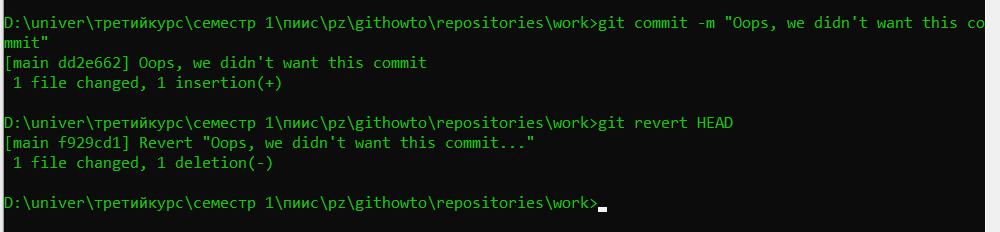 D:\univer\третийкурс\семестр 1\пиис\pz\githowto\repositories\work>git commit -m "Oops, we didn't want this co
mmit"
[main dd2e662] Oops, we didn't want this commit
 1 file changed, 1 insertion(+)
D:\univer\третийкурс\семестр 1\пиис\pz\githowto\repositories\work>git revert HEAD
[main f929cd1] Revert "Oops, we didn't want this commit..."
 1 file changed, 1 deletion(-)
D:\univer\третийкурс\семестр 1\пиис\pz\githowto\repositories\work>